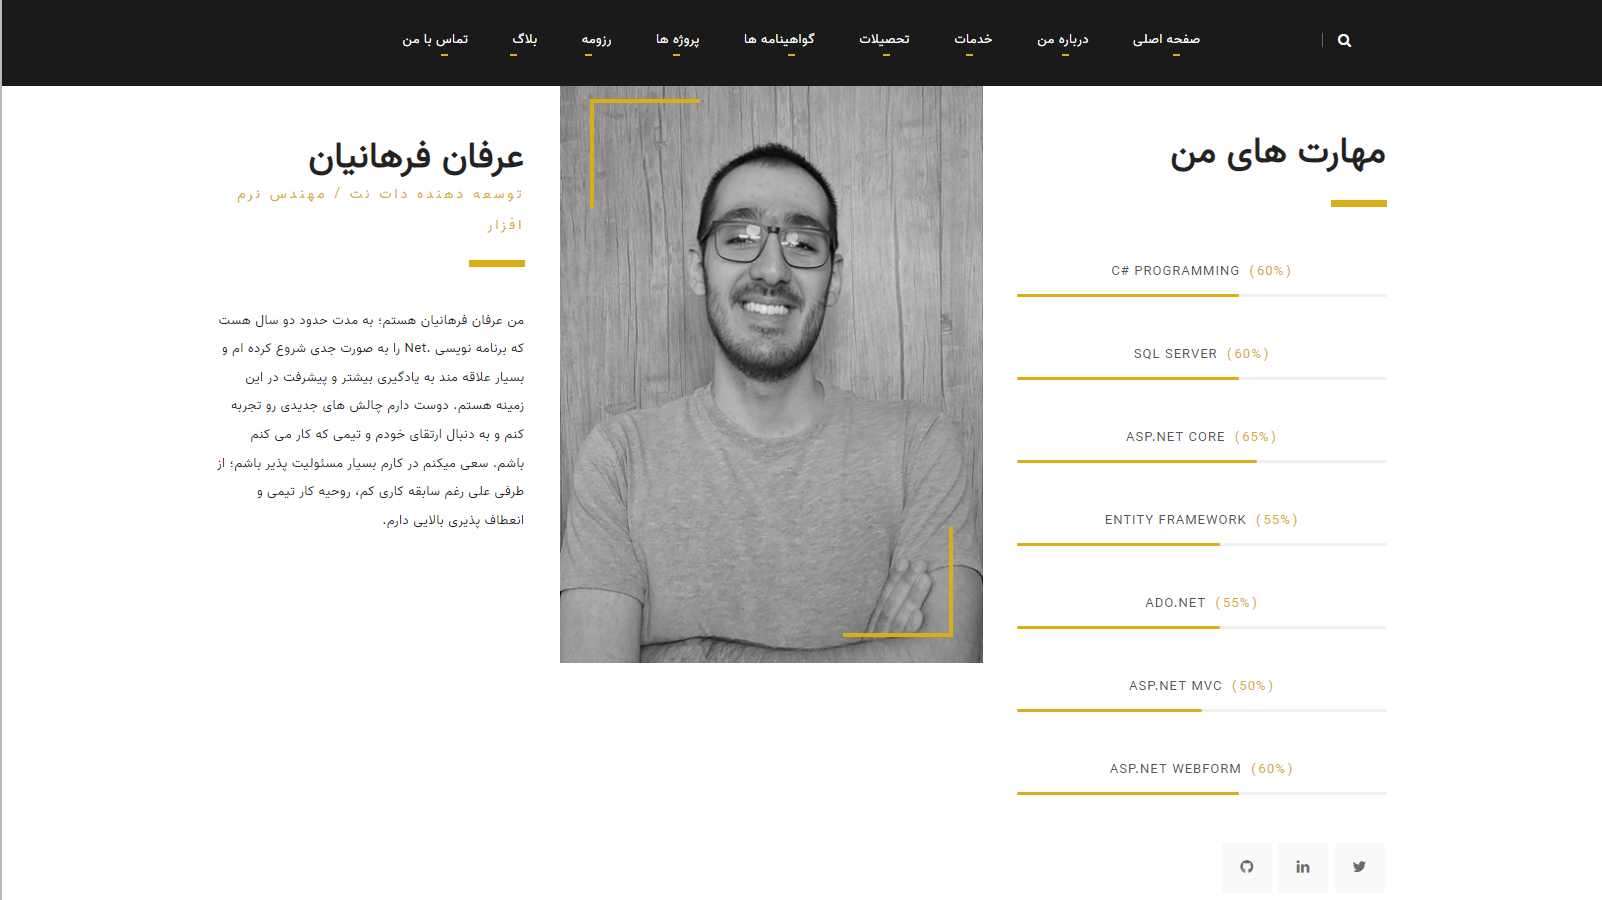 صفحه اصلی
درباره من
خدمات
تحصیلات
گواهینامه ها
پروژه ها
رزومه
بلاگ
تماس با من
مهارت های من
C# PROGRAMMING (60%)
SQL SERVER (60%)
ASP.NET CORE (65%)
ENTITY FRAMEWORK (55%)
ADO.NET (55%)
ASP.NET MVC (50%)
ASP.NET WEBFORM (60%)
عرفان فرهانیان
توسعه دهنده دات نت / مهندس نرم
افزار
من عرفان فرهانیان هستم؛ به مدت حدود دو سال هست
که برنامه نویسی .Net را به صورت جدی شروع کرده ام و
بسیار علاقه مند به یادگیری بیشتر و پیشرفت در این
زمینه هستم. دوست دارم چالش های جدیدی رو تجربه
کنم و به دنبال ارتقای خودم و تیمی که کار می کنم
باشم. سعی میکنم در کارم بسیار مسئولیت پذیر باشم؛ از
طرفی علی رغم سابقه کاری کم، روحیه کار تیمی و
انعطاف پذیری بالایی دارم.